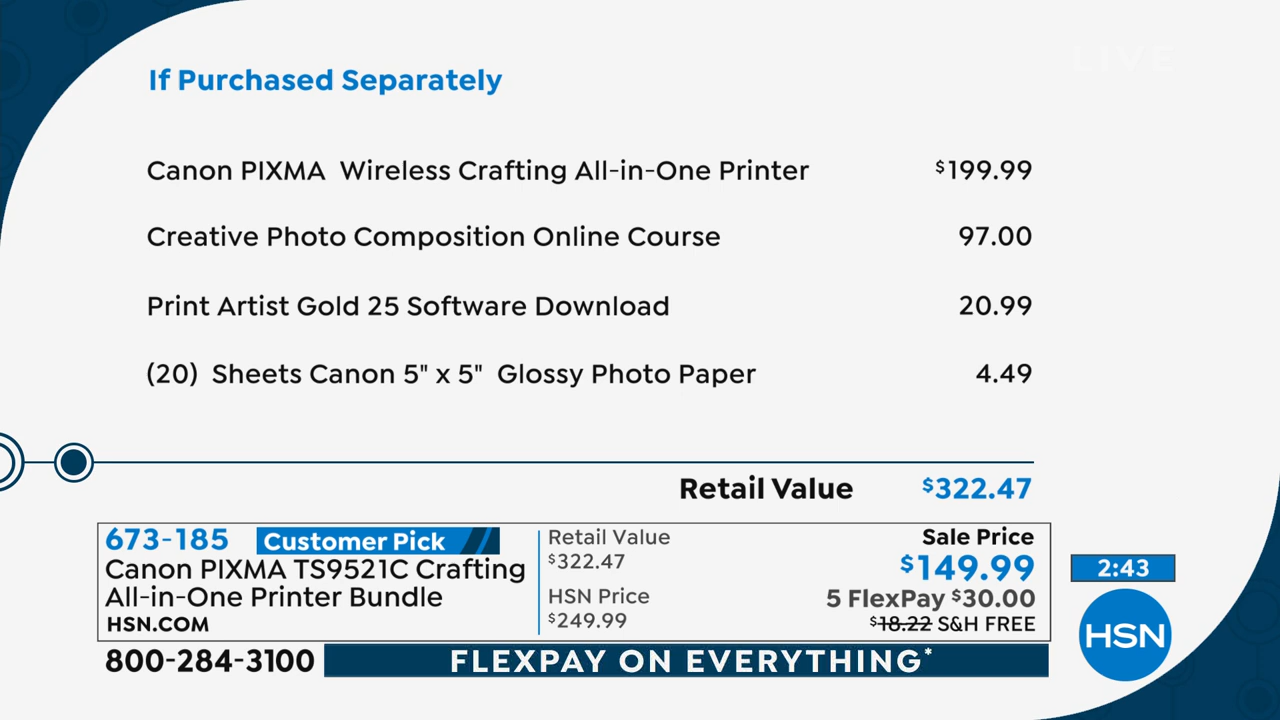 LIVE
If Purchased Separately
Canon PIXMA Wireless Crafting All-in-One Printer $199.99
Creative Photo Composition Online Course 97.00
Print Artist Gold 25 Software Download 20.99
(20) Sheets Canon 5" x 5" Glossy Photo Paper 4.49
Retail Value $322.47
673-185 Customer Pick
Canon PIXMA TS9521C Crafting
All-in-One Printer Bundle
HSN.COM
Retail Value
$322.47
HSN Price
$249.99
Sale Price
$149.99
5 FlexPay $30.00
$18.22 S&H FREE
2:43
HSN
800-284-3100 FLEXPAY ON EVERYTHING*